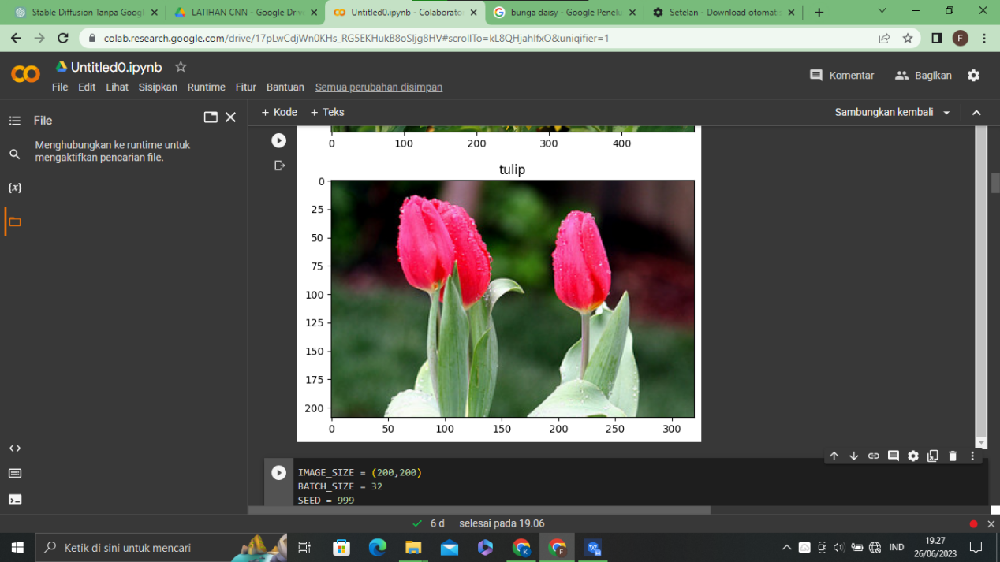 Stable Diffusion Tanpa Googl
LATIHAN CNN - Google Drive
Untitled0.ipynb - Colaborato
bunga daisy - Google Penelu
Setelan - Download otomatis
colab.research.google.com/drive/17pLwCdjWn0KHs_RG5EKHukB8oSljg8HV#scrollTo=kL8QHjahlfxO&uniqifier=1
F
Untitled0.ipynb
File Edit Lihat Sisipkan Runtime Fitur Bantuan Semua perubahan disimpan
Komentar Bagikan
File
+ Kode + Teks
Sambungkan kembali
Menghubungkan ke runtime untuk
mengaktifkan pencarian file.
{x}
0 100 200 300 400
tulip
0
25
50
75
100
125
150
175
200
0 50 100 150 200 250 300
IMAGE_SIZE = (200,200)
BATCH_SIZE = 32
SEED = 999
6 d selesai pada 19.06
Ketik di sini untuk mencari
K
F
IND
19.27
26/06/2023